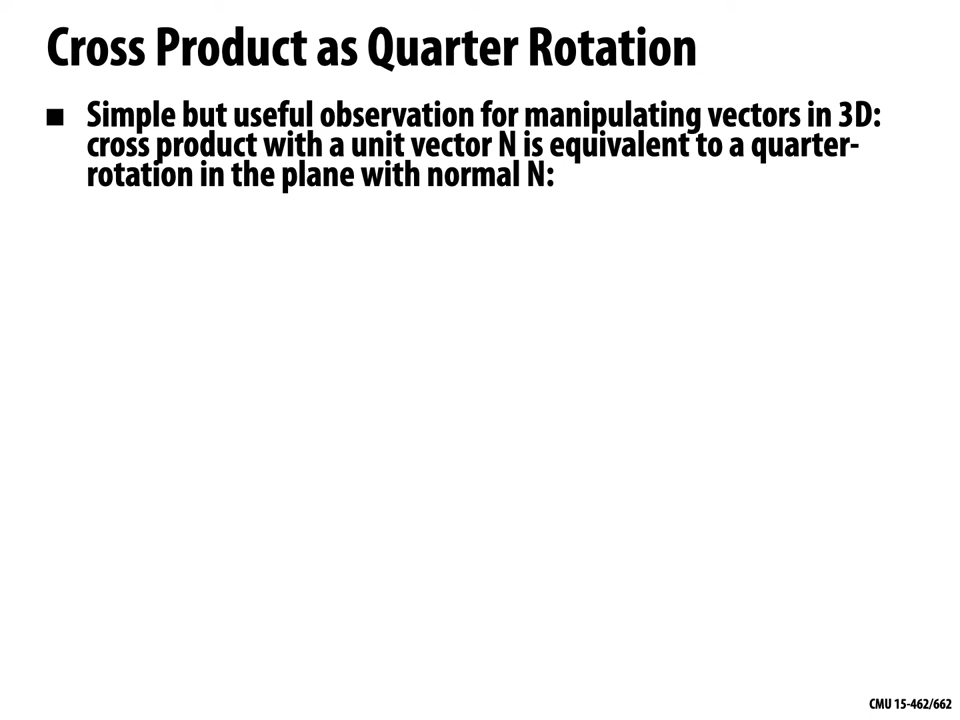 Cross Product as Quarter Rotation
■ Simple but useful observation for manipulating vectors in 3D:
cross product with a unit vector N is equivalent to a quarter-
rotation in the plane with normal N:
CMU 15-462/662